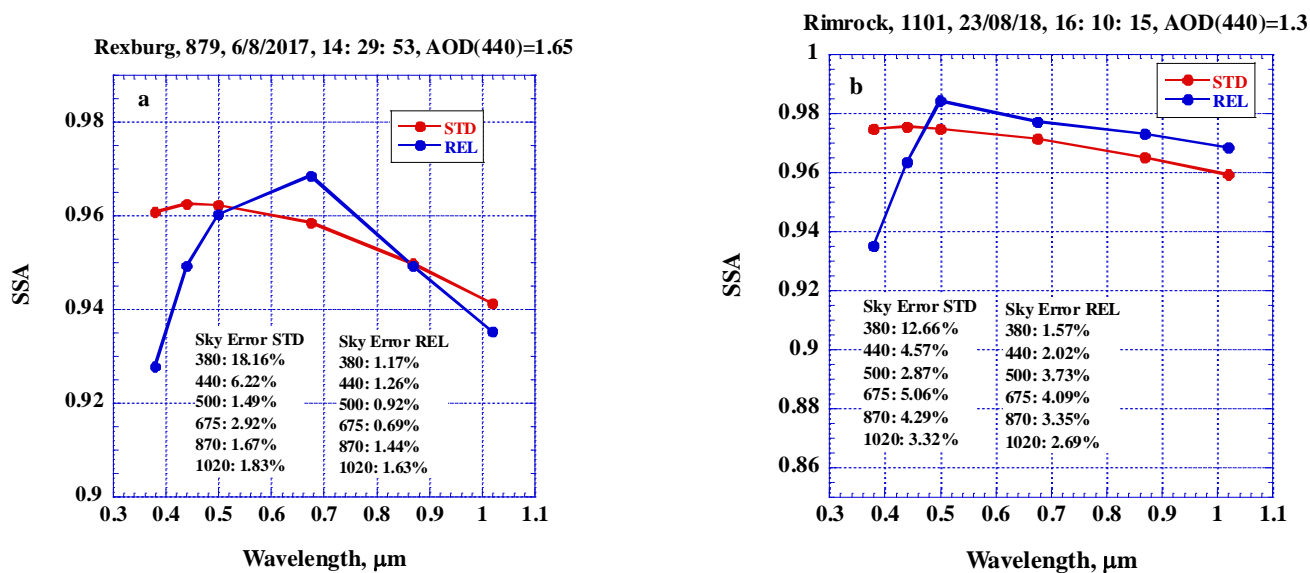 Rexburg, 879, 6/8/2017, 14: 29: 53, AOD(440)=1.65
a
STD
REL
0.98
0.96
0.94
0.92
0.9
SSA
Sky Error STD
380: 18.16%
440: 6.22%
500: 1.49%
675: 2.92%
870: 1.67%
1020: 1.83%
Sky Error REL
380: 1.17%
440: 1.26%
500: 0.92%
675: 0.69%
870: 1.44%
1020: 1.63%
0.3 0.4 0.5 0.6 0.7 0.8 0.9 1 1.1
Wavelength, μm
Rimrock, 1101, 23/08/18, 16: 10: 15, AOD(440)=1.3
b
STD
REL
1
0.98
0.96
0.94
0.92
0.9
0.88
0.86
SSA
Sky Error STD
380: 12.66%
440: 4.57%
500: 2.87%
675: 5.06%
870: 4.29%
1020: 3.32%
Sky Error REL
380: 1.57%
440: 2.02%
500: 3.73%
675: 4.09%
870: 3.35%
1020: 2.69%
0.3 0.4 0.5 0.6 0.7 0.8 0.9 1 1.1
Wavelength, μm